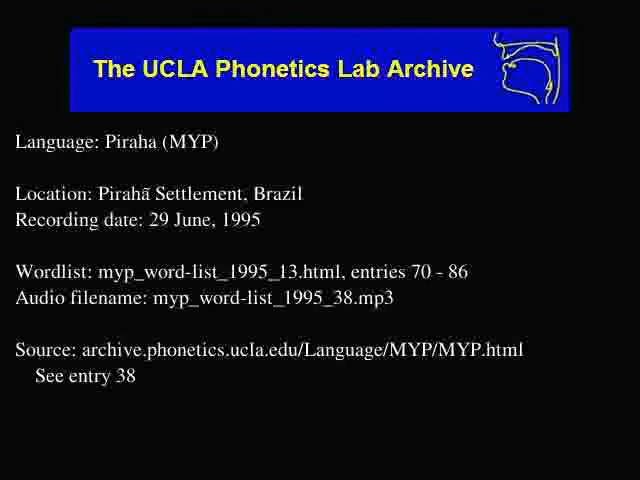 The UCLA Phonetics Lab Archive
Language: Piraha (MYP)
Location: Pirahã Settlement, Brazil
Recording date: 29 June, 1995
Wordlist: myp_word-list_1995_13.html, entries 70 - 86
Audio filename: myp_word-list_1995_38.mp3
Source: archive.phonetics.ucla.edu/Language/MYP/MYP.html
See entry 38